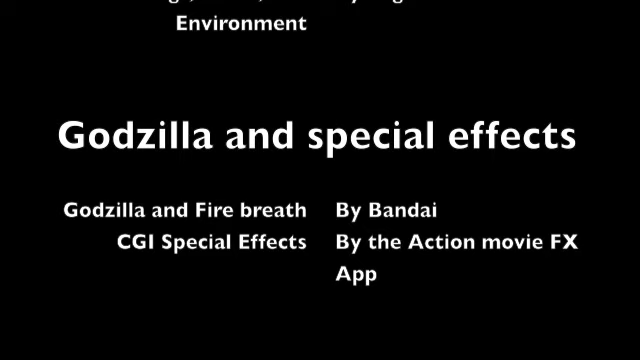 Environment
Godzilla and special effects
Godzilla and Fire breath By Bandai
CGI Special Effects By the Action movie FX
App